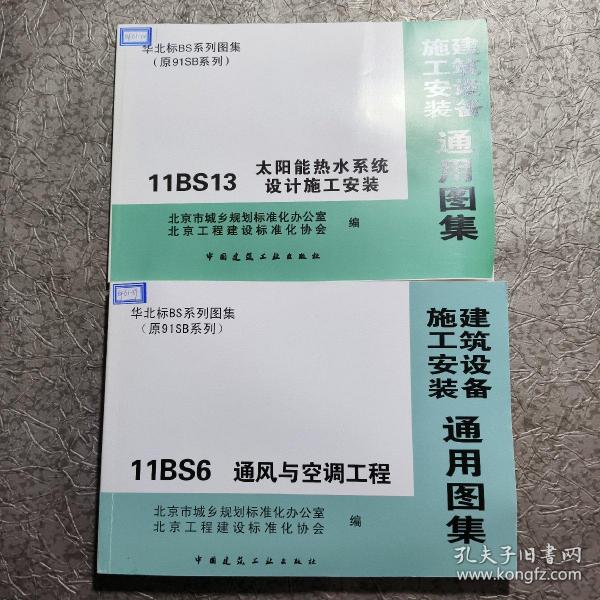 华北标BS系列图集
（原91SB系列）
建筑设备
施工安装
通用图集
11BS13
太阳能热水系统
设计施工安装
北京市城乡规划标准化办公室
北京工程建设标准化协会
编
中国建筑工业出版社
华北标BS系列图集
（原91SB系列）
建筑设备
施工安装
通用图集
11BS6 通风与空调工程
北京市城乡规划标准化办公室
北京工程建设标准化协会
编
中国建筑工业出版社
孔夫子旧书网
www.kongfz.com